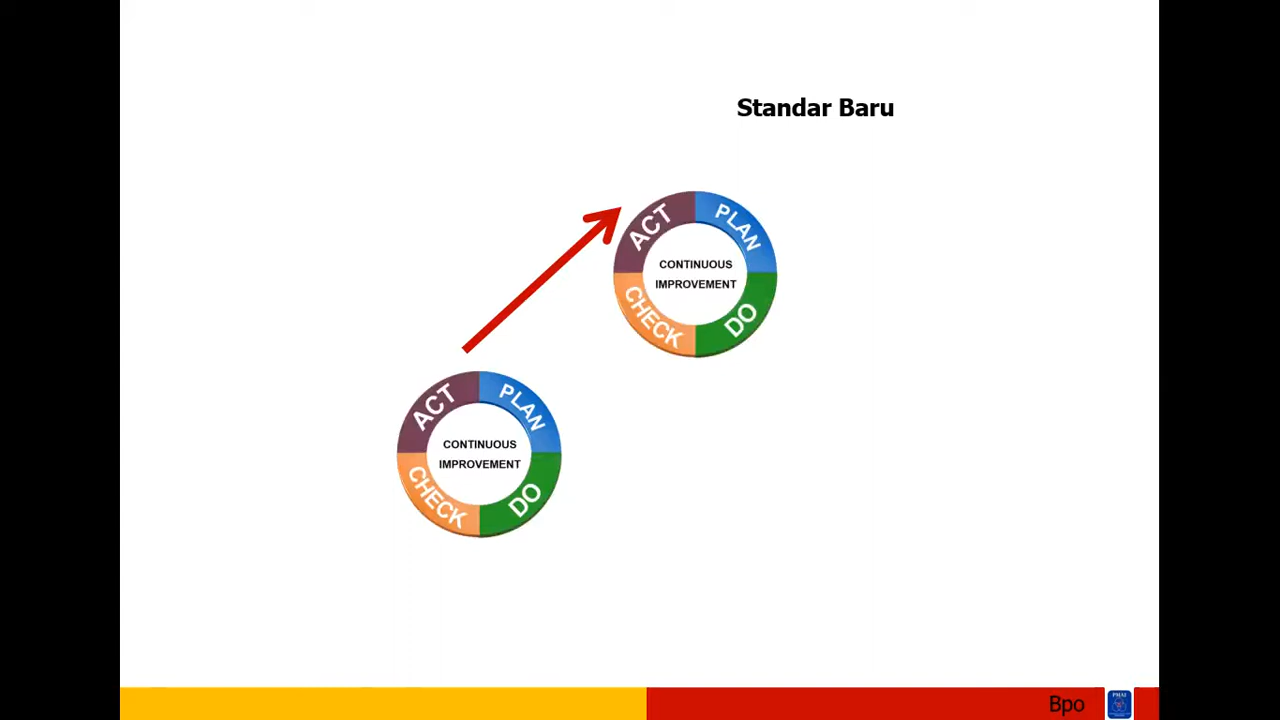 Standar Baru
ACT
PLAN
CONTINUOUS
IMPROVEMENT
CHECK
DO
ACT
PLAN
CONTINUOUS
IMPROVEMENT
CHECK
DO
Bpo